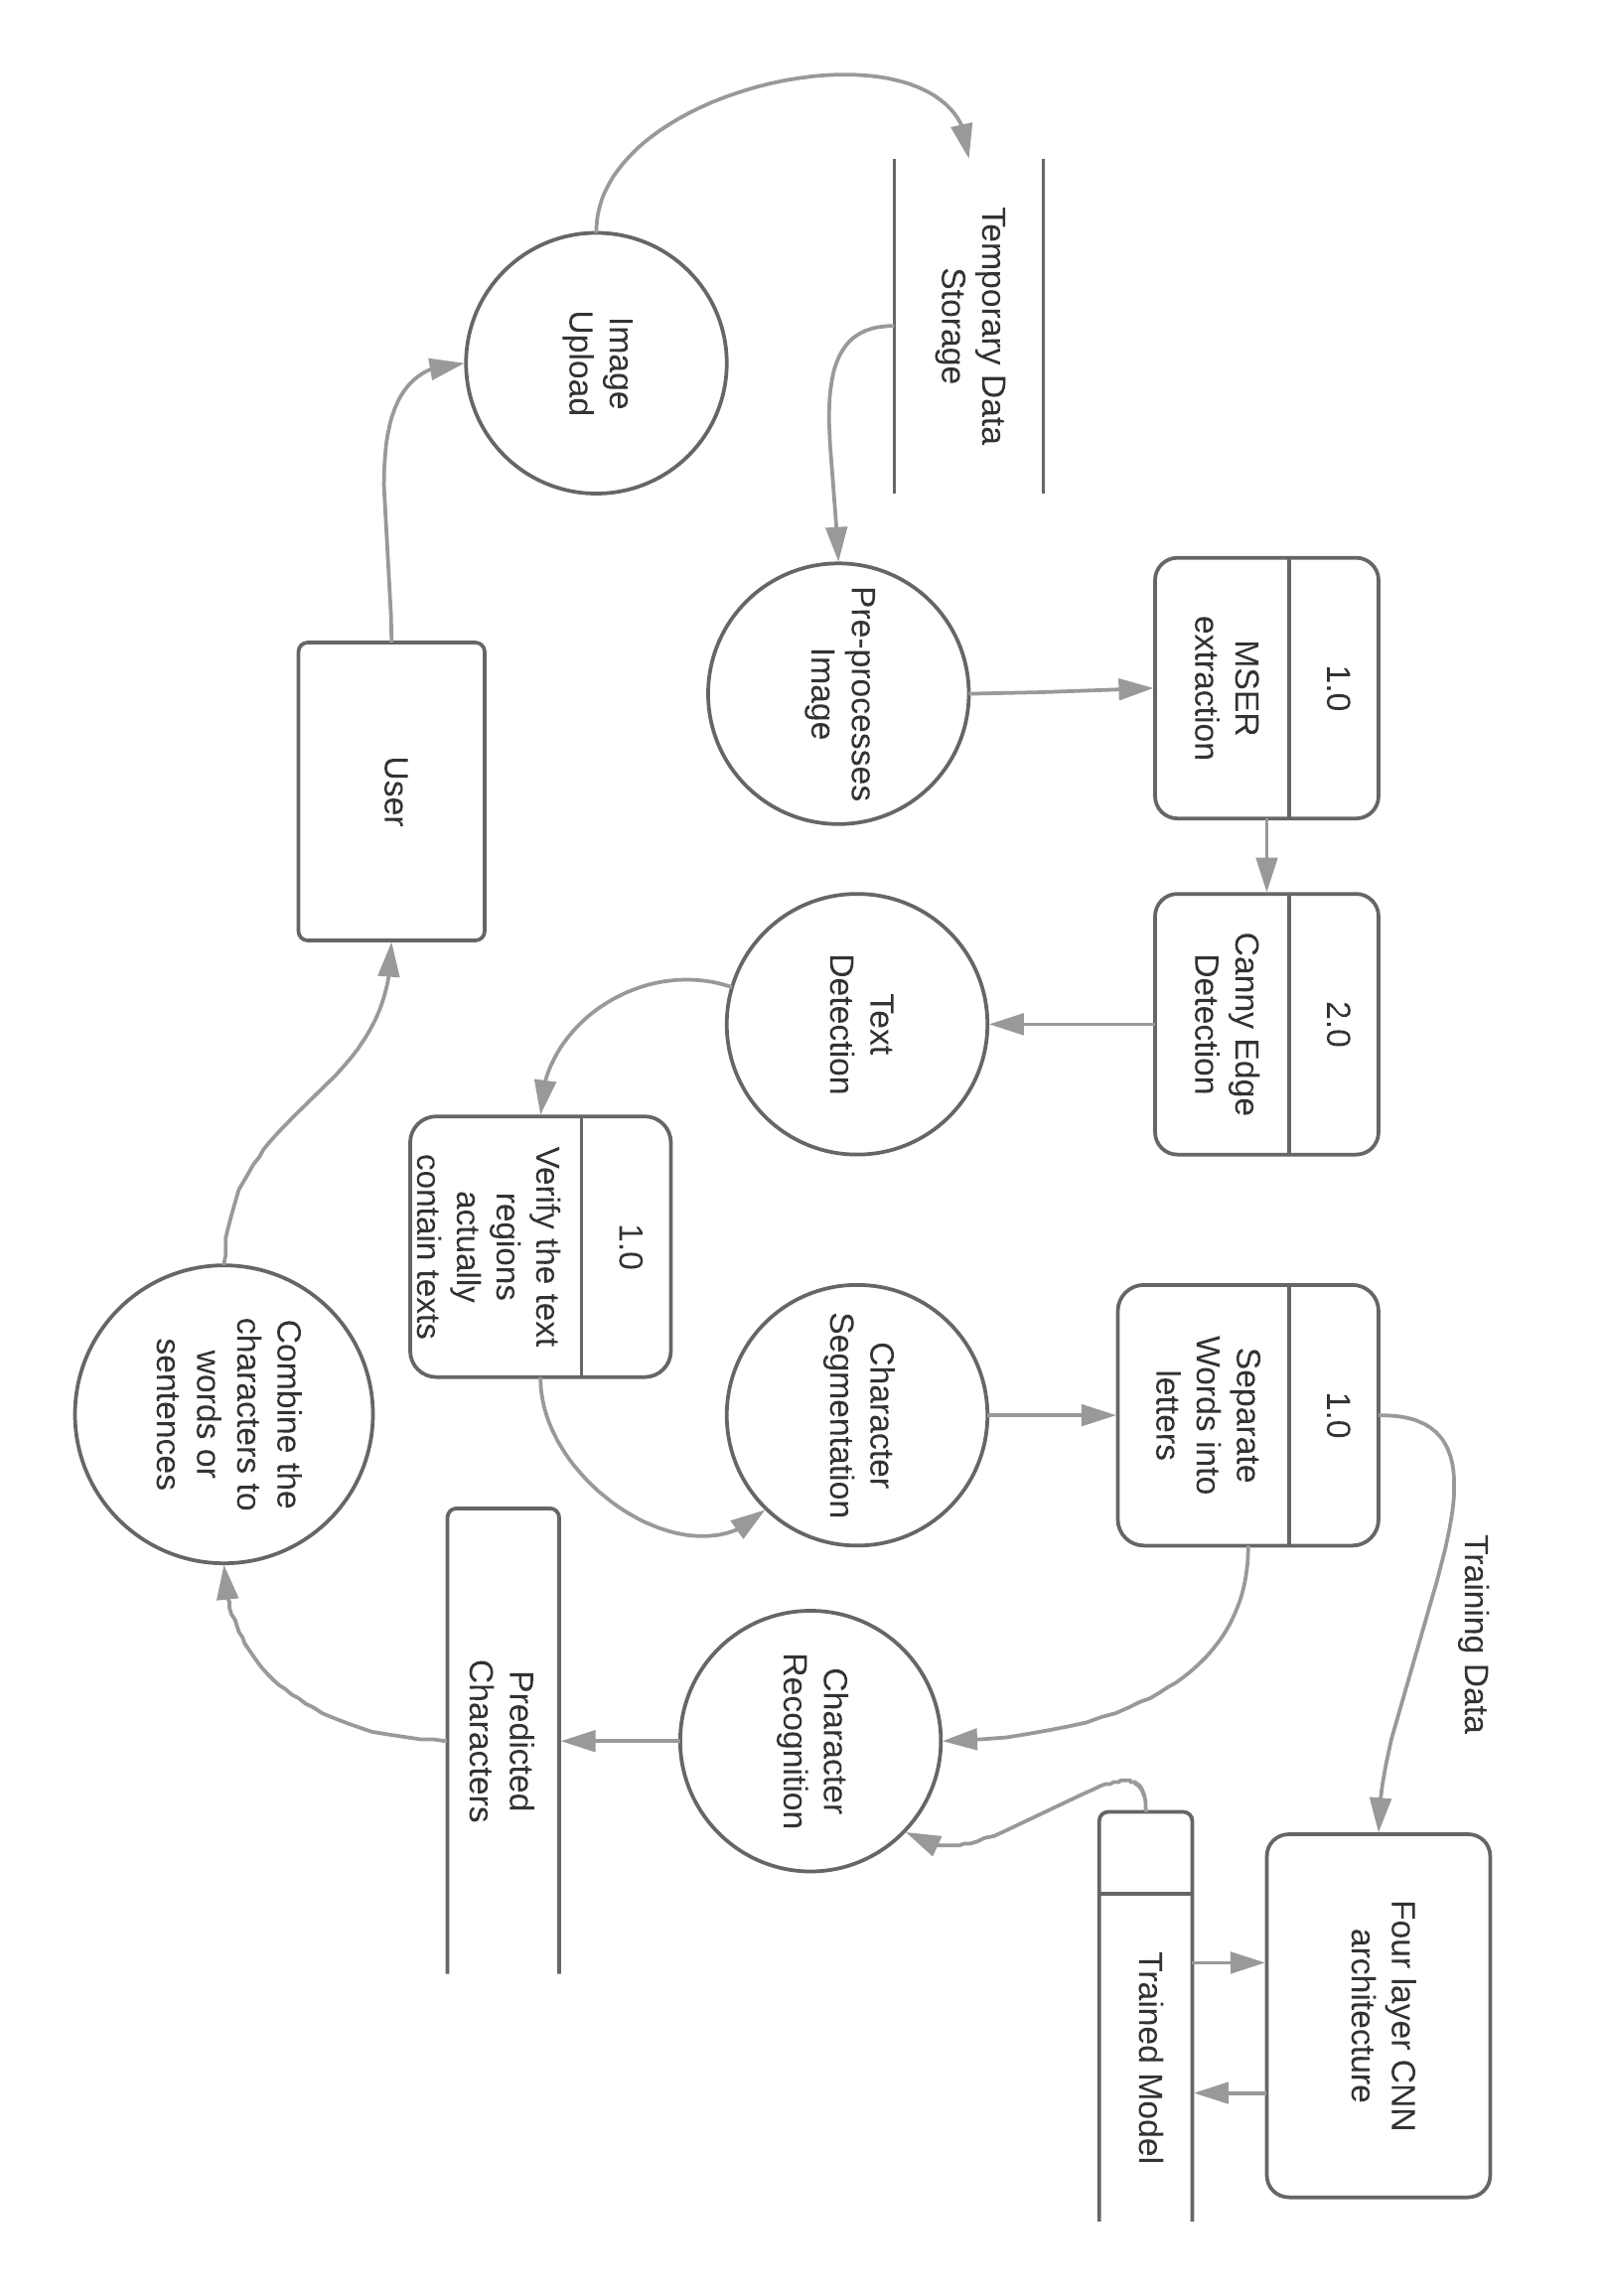 Temporary Data
Storage
Image
Upload
1.0
MSER
extraction
Pre-processes
Image
User
2.0
Canny Edge
Detection
Text
Detection
1.0
Verify the text
regions
actually
contain texts
1.0
Separate
Words into
letters
Character
Segmentation
Combine the
characters to
words or
sentences
Training Data
Character
Recognition
Predicted
Characters
Four layer CNN
architecture
Trained Model